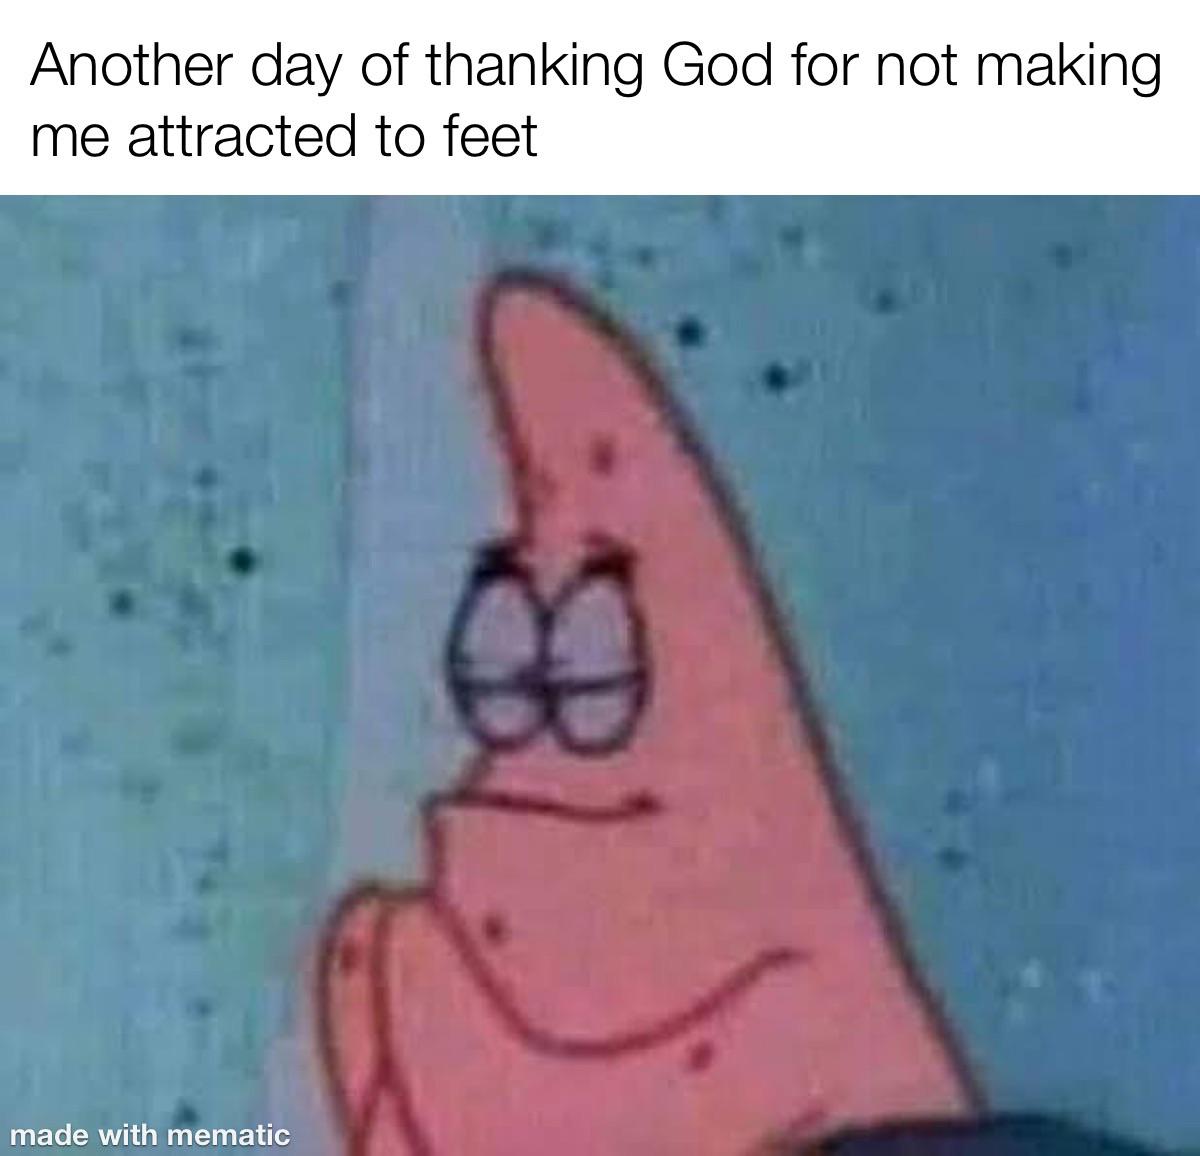 Another day of thanking God for not making
me attracted to feet
made with mematic